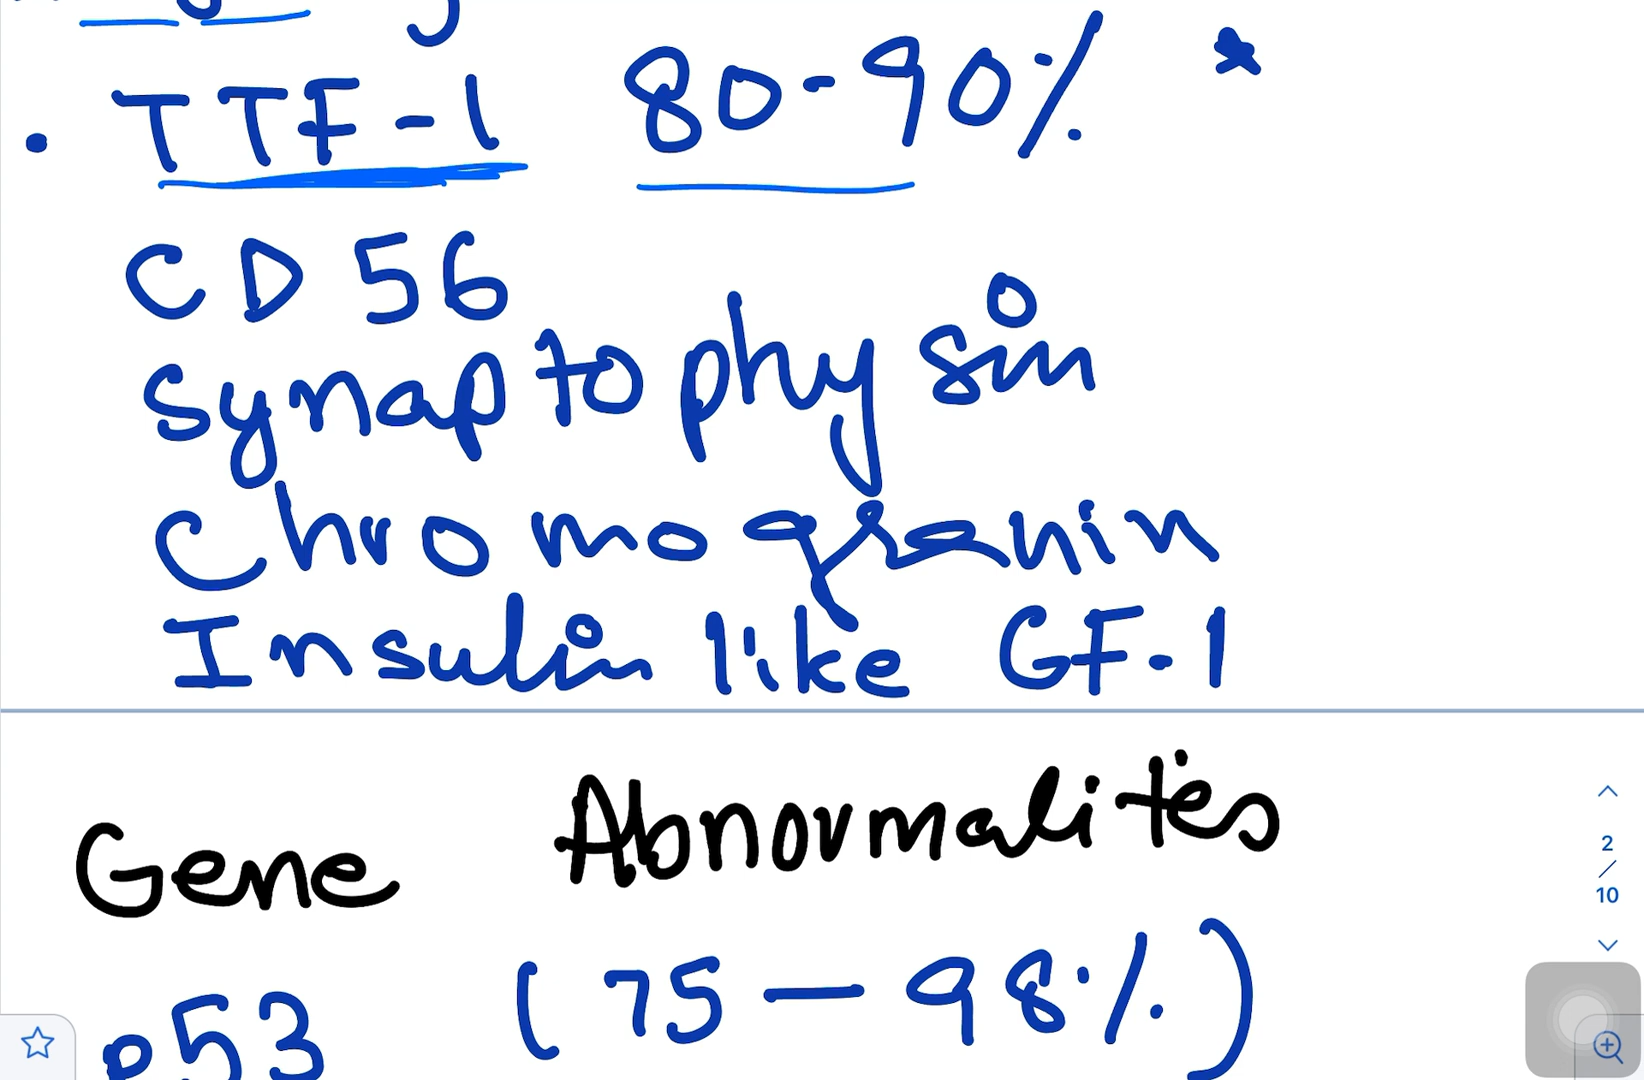 • TTF-1 80-90% *
CD 56
Synaptophysin
Chromogranin
Insulin like GF-1
Gene Abnormalites
p53 (75 – 98%)
2
/
10